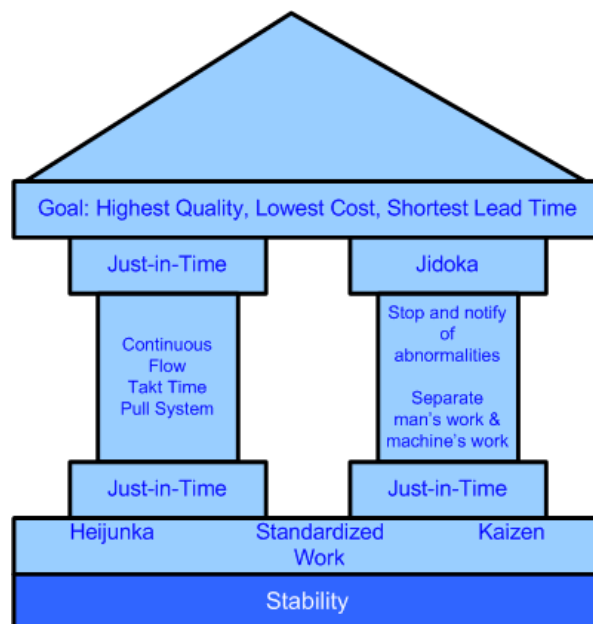 Goal: Highest Quality, Lowest Cost, Shortest Lead Time
Just-in-Time
Continuous
Flow
Takt Time
Pull System
Just-in-Time
Jidoka
Stop and notify
of
abnormalities
Separate
man's work &
machine's work
Just-in-Time
Heijunka
Standardized
Work
Kaizen
Stability